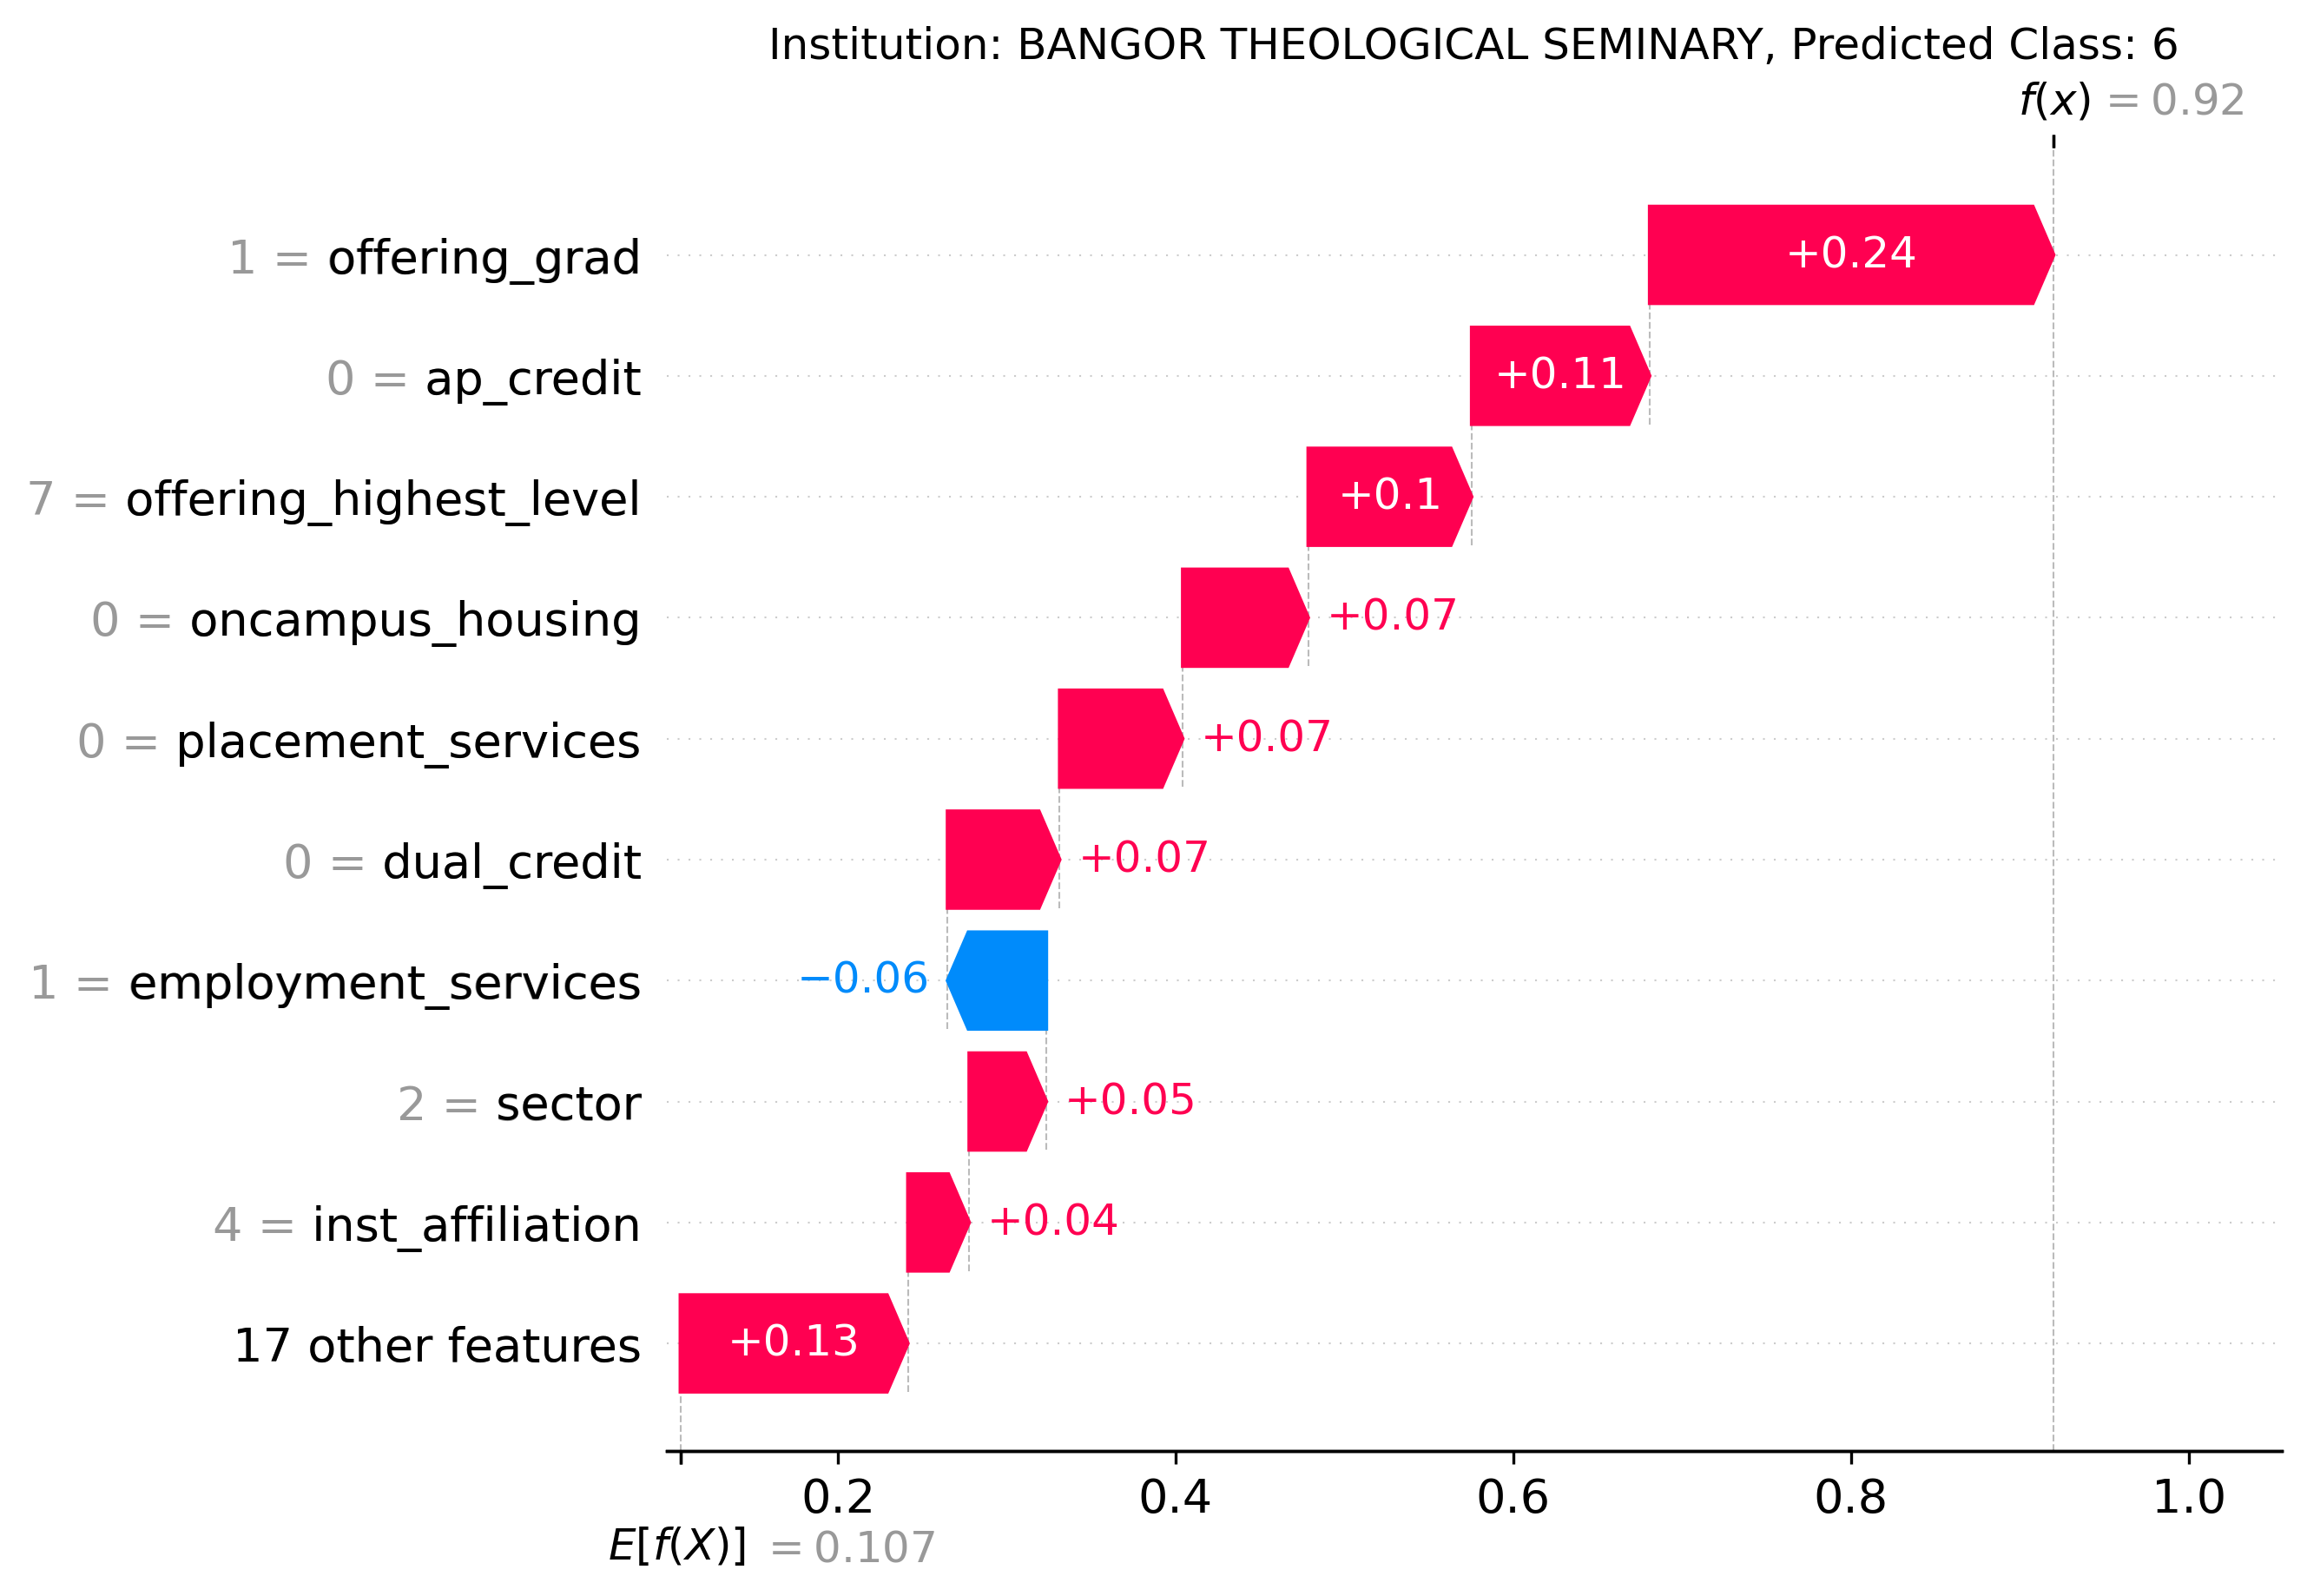 Institution: BANGOR THEOLOGICAL SEMINARY, Predicted Class: 6
f(x) = 0.92
1 = offering_grad +0.24
0 = ap_credit +0.11
7 = offering_highest_level +0.1
0 = oncampus_housing +0.07
0 = placement_services +0.07
0 = dual_credit +0.07
1 = employment_services −0.06
2 = sector +0.05
4 = inst_affiliation +0.04
17 other features +0.13
0.2 0.4 0.6 0.8 1.0
E[f(X)] = 0.107